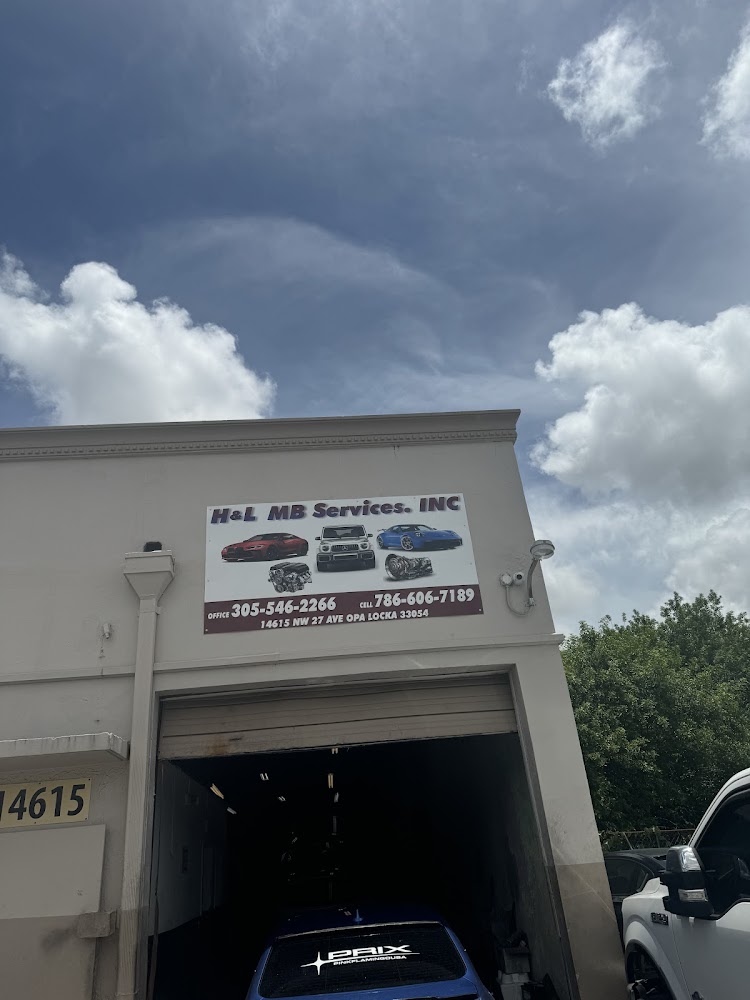 H&L MB Services. INC
OFFICE 305-546-2266 CELL 786-606-7189
14615 NW 27 AVE OPA LOCKA 33054
14615
PRIX
PINKFLAMINGOUSA